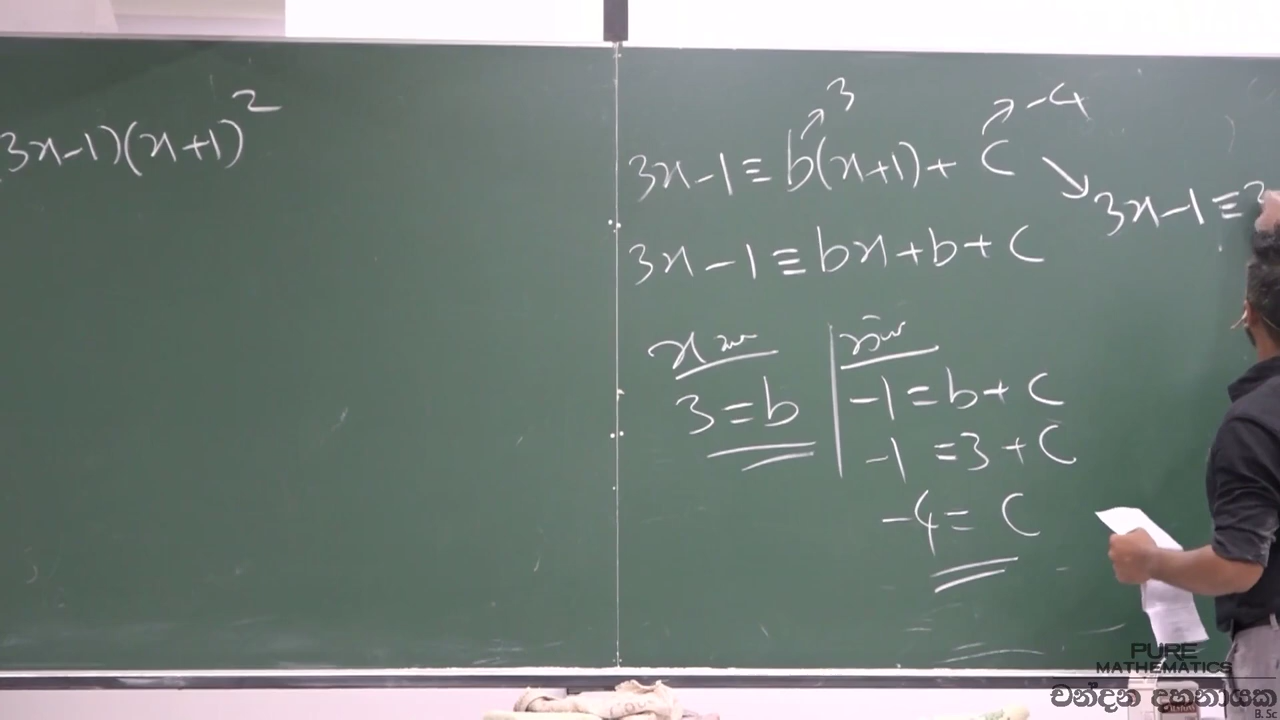 3x-1)(x+1)²
3x-1≡b(x+1)+C
3
-4
3x-1≡3
3x-1≡bx+b+C
x
3=b
-1=b+C
-1=3+C
-4=C
PURE
MATHEMATICS
චන්දන දහනායක
B.Sc